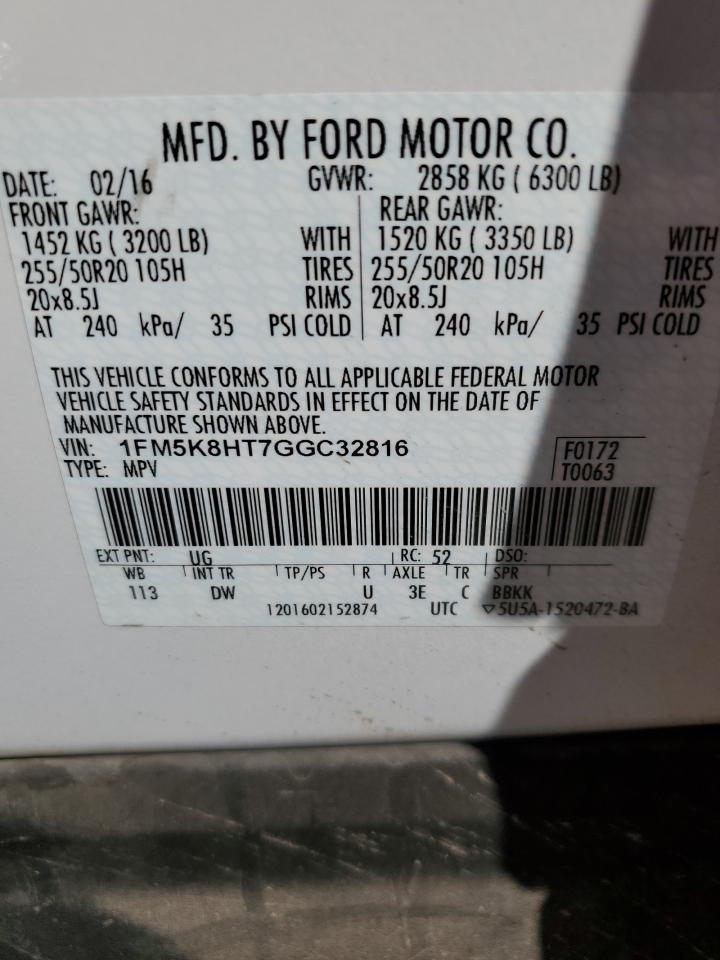 MFD. BY FORD MOTOR CO.
DATE: 02/16 GVWR: 2858 KG ( 6300 LB)
FRONT GAWR: REAR GAWR:
1452 KG ( 3200 LB) WITH 1520 KG ( 3350 LB) WITH
255/50R20 105H TIRES 255/50R20 105H TIRES
20x8.5J RIMS 20x8.5J RIMS
AT 240 kPa/ 35 PSI COLD AT 240 kPa/ 35 PSI COLD
THIS VEHICLE CONFORMS TO ALL APPLICABLE FEDERAL MOTOR
VEHICLE SAFETY STANDARDS IN EFFECT ON THE DATE OF
MANUFACTURE SHOWN ABOVE.
VIN: 1FM5K8HT7GGC32816 F0172
TYPE: MPV T0063
EXT PNT: UG RC: 52 DSO:
WB INT TR TP/PS R AXLE TR SPR
113 DW U 3E C BBKK
1201602152874 UTC ▽5U5A-1520472-BA